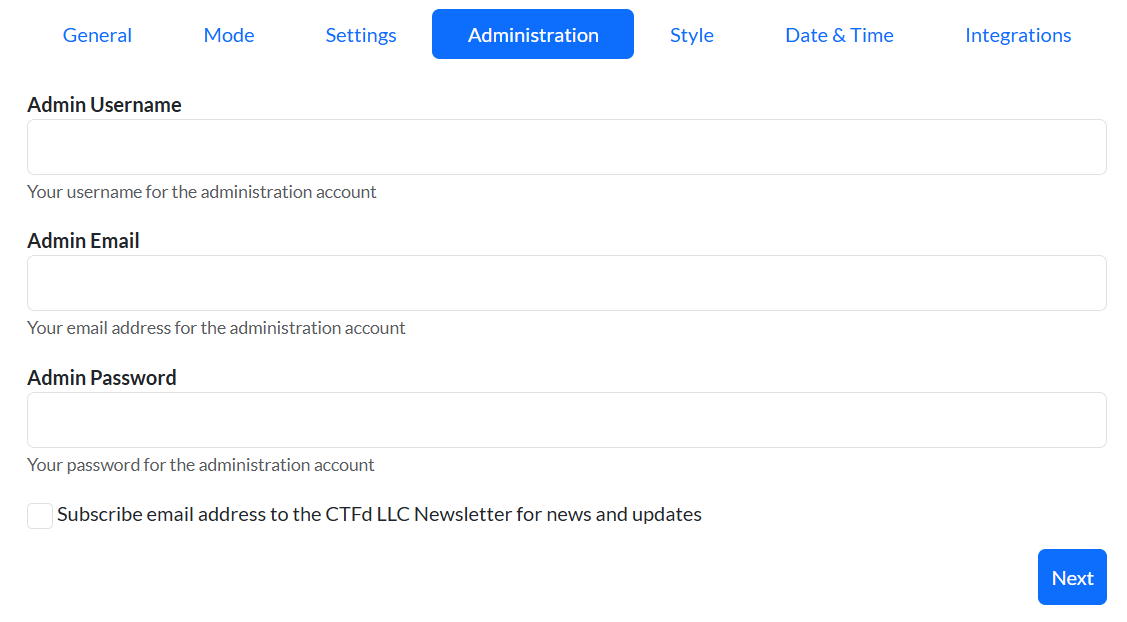 General Mode Settings Administration Style Date & Time Integrations
Admin Username
Your username for the administration account
Admin Email
Your email address for the administration account
Admin Password
Your password for the administration account
Subscribe email address to the CTFd LLC Newsletter for news and updates
Next